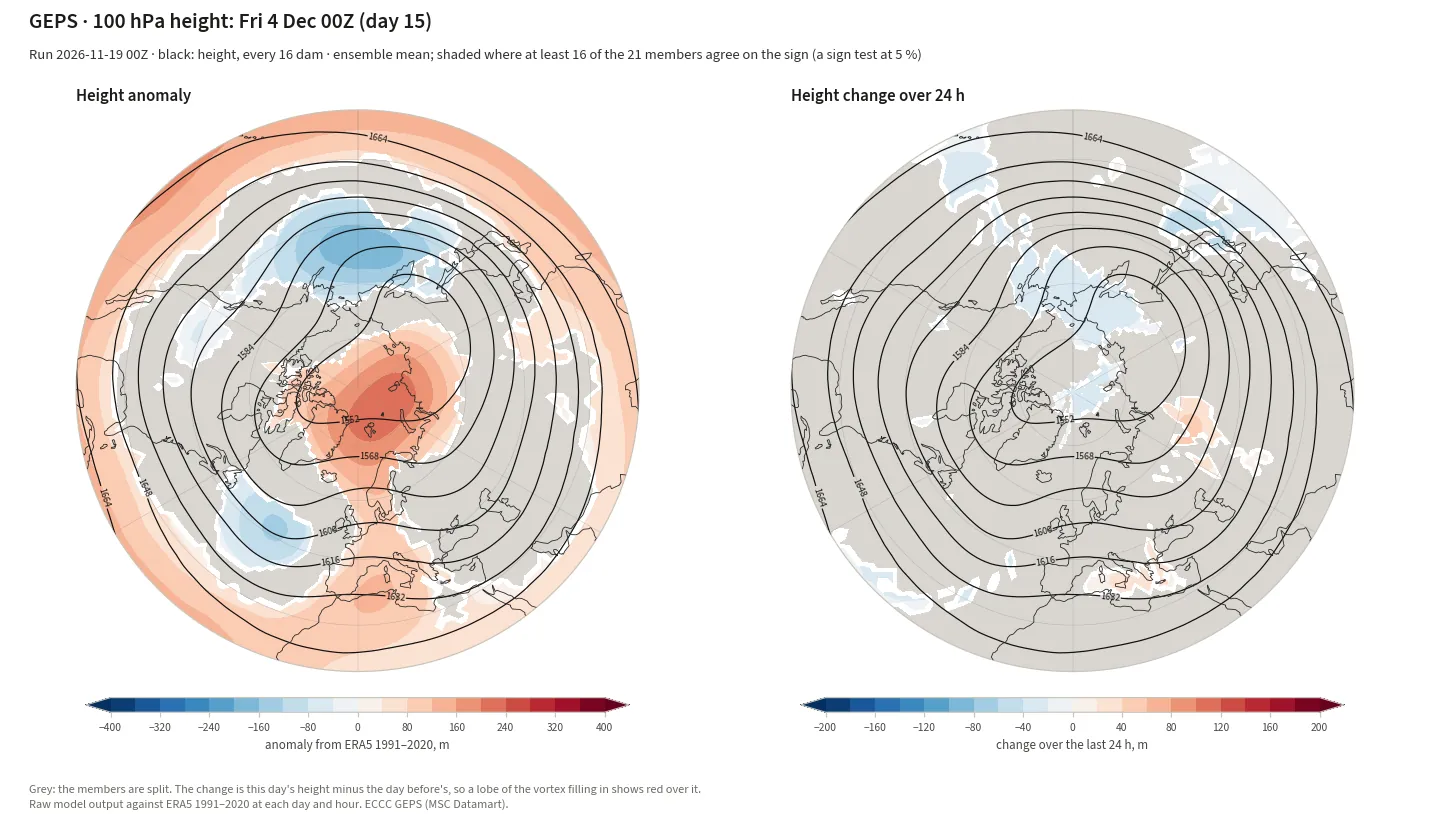 GEPS · 100 hPa height: Fri 4 Dec 00Z (day 15)
Run 2026-11-19 00Z · black: height, every 16 dam · ensemble mean; shaded where at least 16 of the 21 members agree on the sign (a sign test at 5 %)
Height anomaly
Height change over 24 h
1664
1664
1584
1584
1552
1552
1568
1568
1648
1648
1664
1664
1600
1600
1616
1616
1632
1632
−400 −320 −240 −160 −80 0 80 160 240 320 400
−200 −160 −120 −80 −40 0 40 80 120 160 200
anomaly from ERA5 1991–2020, m
change over the last 24 h, m
Grey: the members are split. The change is this day's height minus the day before's, so a lobe of the vortex filling in shows red over it.
Raw model output against ERA5 1991–2020 at each day and hour. ECCC GEPS (MSC Datamart).